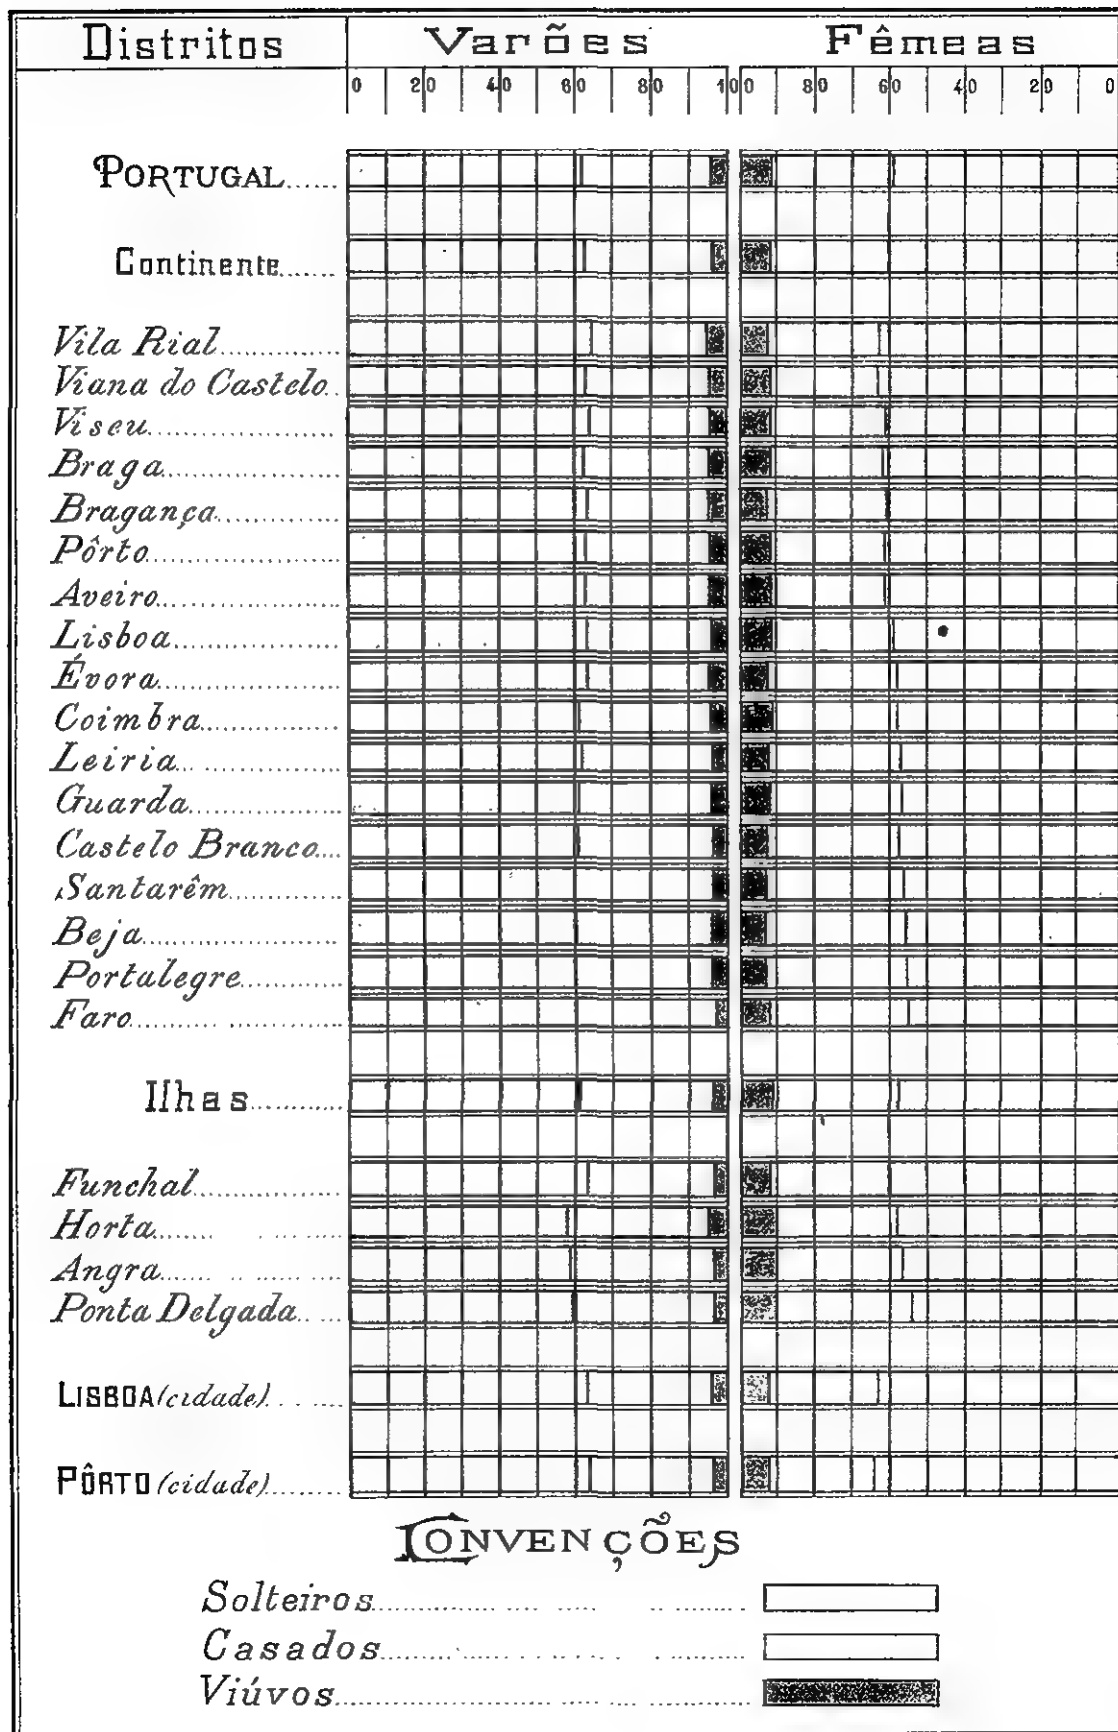 Distritos Varões Fêmeas
0 20 40 60 80 100 80 60 40 20 0
PORTUGAL......
Continente.......
Vila Rial.............
Viana do Castelo..
Viseu....................
Braga...................
Bragança.............
Pôrto....................
Aveiro...................
Lisboa..................
Évora...................
Coimbra...............
Leiria... ..............
Guarda.................
Castelo Branco....
Santarêm.............
Beja.....................
Portalegre...........
Faro.......... ............
Ilhas...........
Funchal...............
Horta....... . ........
Angra...... .. ..... ..
Ponta Delgada.. ...
LISBOA (cidade). . . ...
PÔRTO (cidade)........
CONVENÇÕES
Solteiros
Casados
Viúvos